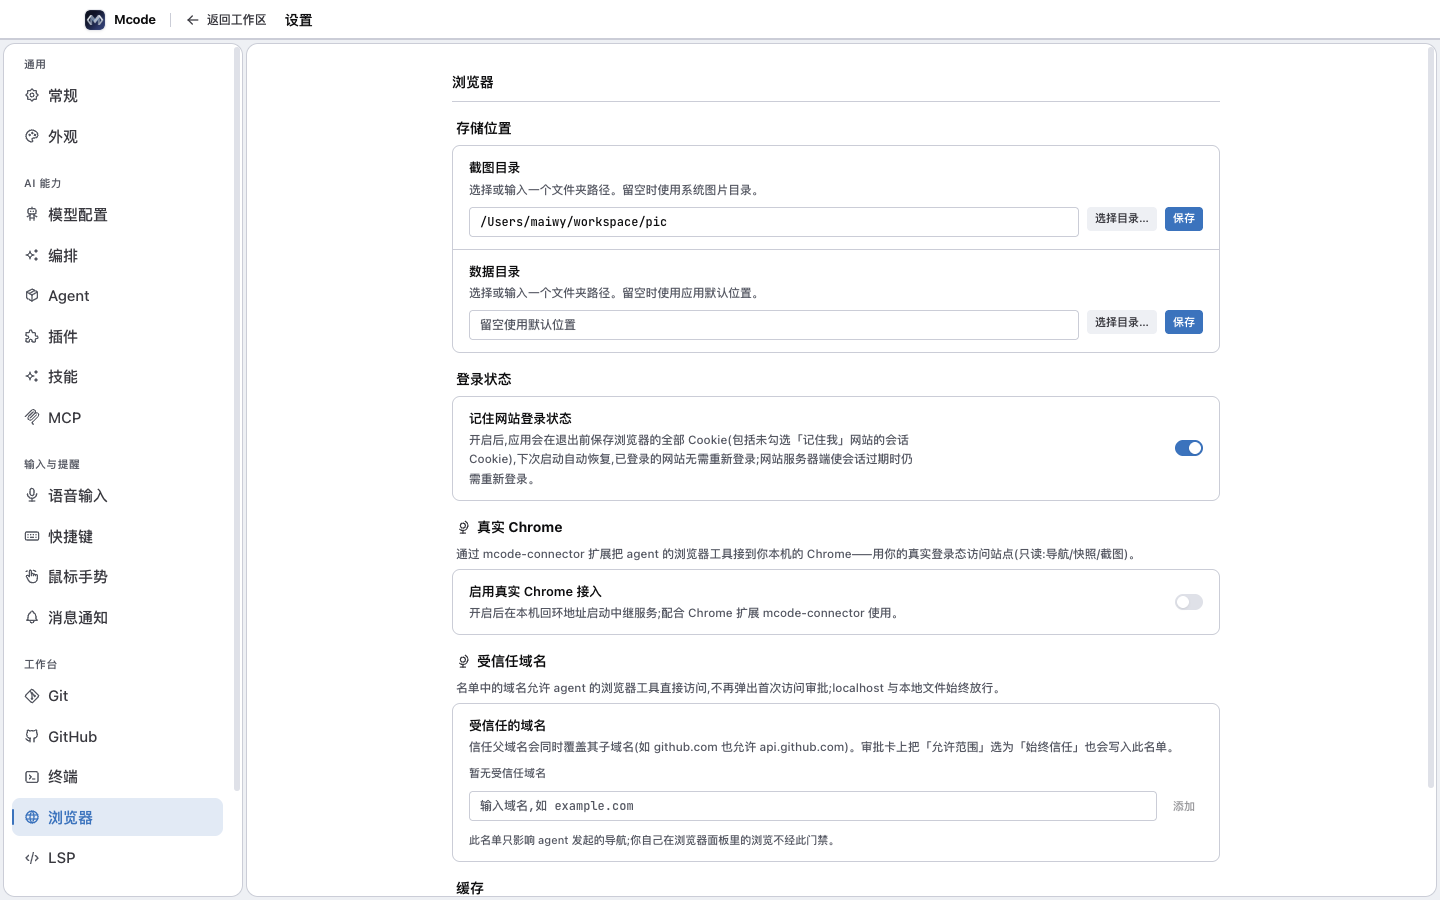 Mcode
返回工作区
设置
通用
常规
外观
AI 能力
模型配置
编排
Agent
插件
技能
MCP
输入与提醒
语音输入
快捷键
鼠标手势
消息通知
工作台
Git
GitHub
终端
浏览器
LSP
浏览器
存储位置
截图目录
选择或输入一个文件夹路径。留空时使用系统图片目录。
/Users/maiwy/workspace/pic
选择目录...
保存
数据目录
选择或输入一个文件夹路径。留空时使用应用默认位置。
留空使用默认位置
选择目录...
保存
登录状态
记住网站登录状态
开启后,应用会在退出前保存浏览器的全部 Cookie(包括未勾选「记住我」网站的会话
Cookie),下次启动自动恢复,已登录的网站无需重新登录;网站服务器端使会话过期时仍
需重新登录。
真实 Chrome
通过 mcode-connector 扩展把 agent 的浏览器工具接到你本机的 Chrome——用你的真实登录态访问站点(只读:导航/快照/截图)。
启用真实 Chrome 接入
开启后在本机回环地址启动中继服务;配合 Chrome 扩展 mcode-connector 使用。
受信任域名
名单中的域名允许 agent 的浏览器工具直接访问,不再弹出首次访问审批;localhost 与本地文件始终放行。
受信任的域名
信任父域名会同时覆盖其子域名(如 github.com 也允许 api.github.com)。审批卡上把「允许范围」选为「始终信任」也会写入此名单。
暂无受信任域名
输入域名,如 example.com
添加
此名单只影响 agent 发起的导航;你自己在浏览器面板里的浏览不经此门禁。
缓存